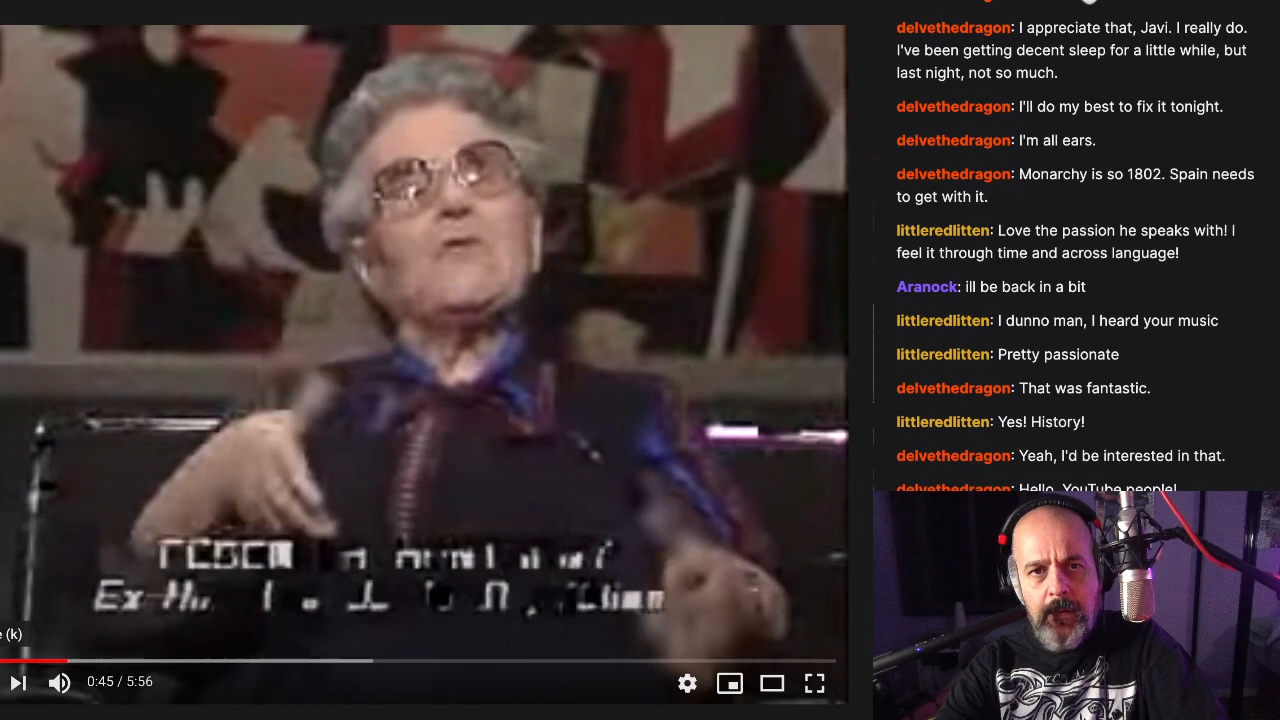 delvethedragon: I appreciate that, Javi. I really do.
I've been getting decent sleep for a little while, but
last night, not so much.
delvethedragon: I'll do my best to fix it tonight.
delvethedragon: I'm all ears.
delvethedragon: Monarchy is so 1802. Spain needs
to get with it.
littleredlitten: Love the passion he speaks with! I
feel it through time and across language!
Aranock: ill be back in a bit
littleredlitten: I dunno man, I heard your music
littleredlitten: Pretty passionate
delvethedragon: That was fantastic.
littleredlitten: Yes! History!
delvethedragon: Yeah, I'd be interested in that.
delvethedragon: Hello, YouTube people!
(k)
0:45 / 5:56